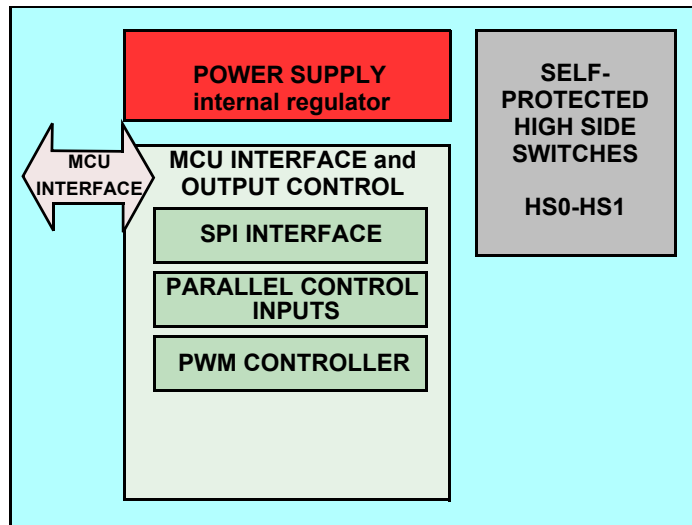 POWER SUPPLY
internal regulator
SELF-
PROTECTED
HIGH SIDE
SWITCHES
HS0-HS1
MCU
INTERFACE
MCU INTERFACE and
OUTPUT CONTROL
SPI INTERFACE
PARALLEL CONTROL
INPUTS
PWM CONTROLLER